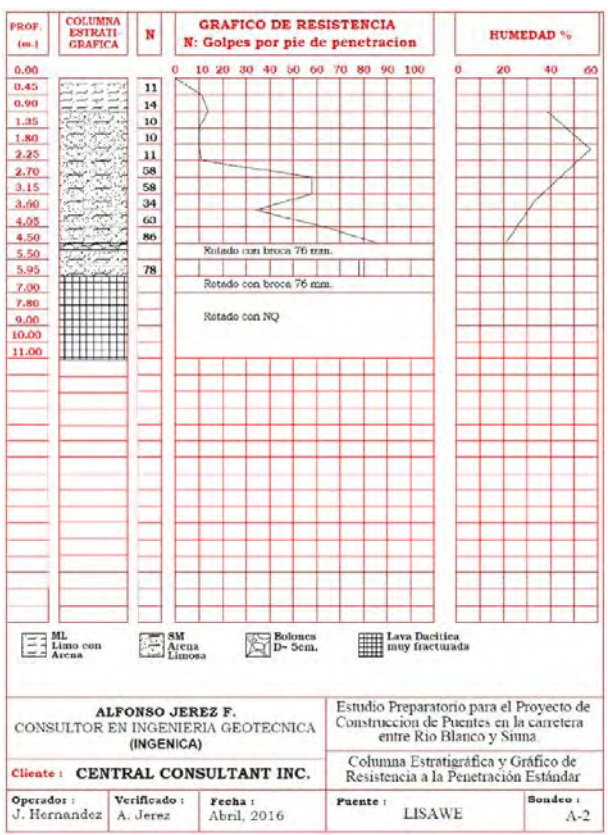 PROF. (m.)
COLUMNA ESTRATI- GRAFICA
N
GRAFICO DE RESISTENCIA
N: Golpes por pie de penetracion
HUMEDAD %
0 10 20 30 40 50 60 70 80 90 100
0 20 40 60
0.00
0.45 11
0.90 14
1.35 10
1.80 10
2.25 11
2.70 58
3.15 58
3.60 34
4.05 63
4.50 86
Rotado con broca 76 mm.
5.50
5.95 78
Rotado con broca 76 mm.
7.00
7.80
Rotado con NQ
9.00
10.00
11.00
ML
Limo con
Arena
SM
Arena
Limosa
Bolones
D= 5cm.
Lava Dacitica
muy fracturada
ALFONSO JEREZ F.
CONSULTOR EN INGENIERIA GEOTECNICA
(INGENICA)
Estudio Preparatorio para el Proyecto de
Construccion de Puentes en la carretera
entre Rio Blanco y Siuna.
Cliente : CENTRAL CONSULTANT INC.
Columna Estratigráfica y Gráfico de
Resistencia a la Penetración Estándar
Operador :
J. Hernandez
Verificado :
A. Jerez
Fecha :
Abril, 2016
Puente :
LISAWE
Sondeo :
A-2